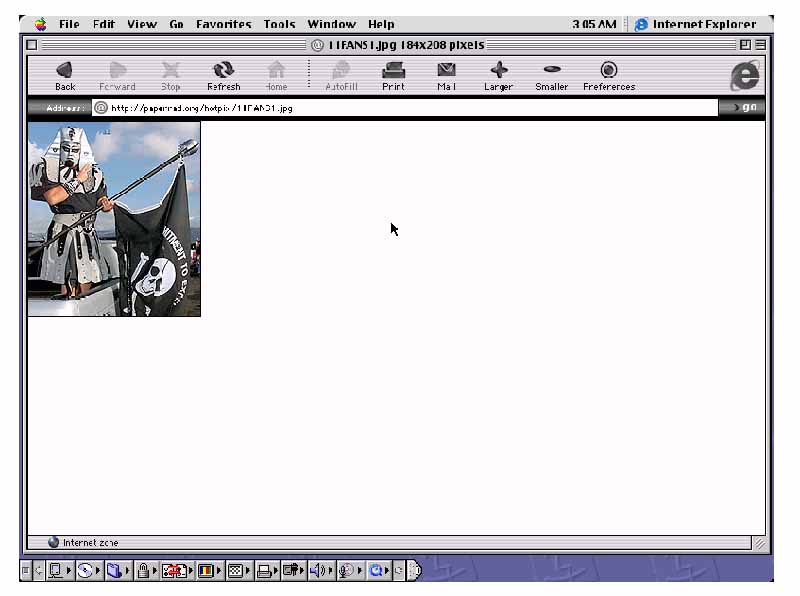 File Edit View Go Favorites Tools Window Help 3:05 AM Internet Explorer
11FANS1.jpg 184x208 pixels
Back Forward Stop Refresh Home AutoFill Print Mail Larger Smaller Preferences
Address: http://paperrad.org/hotpix/11FANS1.jpg go
MITMENT TO EXCE
Internet zone